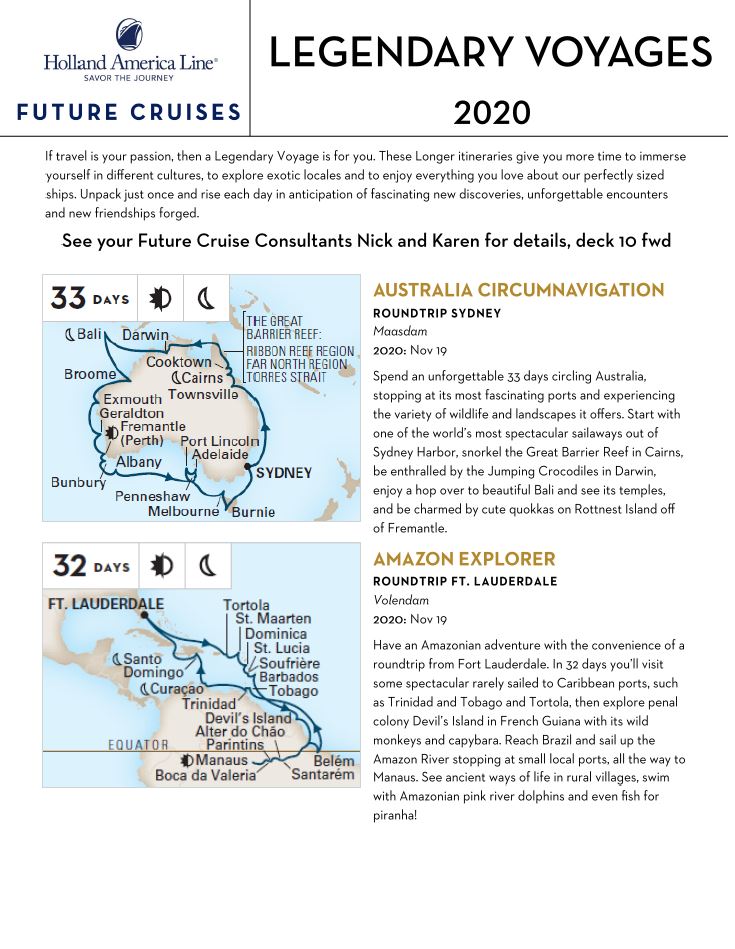 Holland America Line®
SAVOR THE JOURNEY
FUTURE CRUISES
LEGENDARY VOYAGES
2020
If travel is your passion, then a Legendary Voyage is for you. These Longer itineraries give you more time to immerse
yourself in different cultures, to explore exotic locales and to enjoy everything you love about our perfectly sized
ships. Unpack just once and rise each day in anticipation of fascinating new discoveries, unforgettable encounters
and new friendships forged.
See your Future Cruise Consultants Nick and Karen for details, deck 10 fwd
33 DAYS
THE GREAT
BARRIER REEF:
RIBBON REEF REGION
FAR NORTH REGION
TORRES STRAIT
Bali
Darwin
Cooktown
Cairns
Broome
Townsville
Exmouth
Geraldton
Fremantle
(Perth)
Port Lincoln
Adelaide
Albany
SYDNEY
Bunbury
Penneshaw
Melbourne
Burnie
AUSTRALIA CIRCUMNAVIGATION
ROUNDTRIP SYDNEY
Maasdam
2020: Nov 19
Spend an unforgettable 33 days circling Australia,
stopping at its most fascinating ports and experiencing
the variety of wildlife and landscapes it offers. Start with
one of the world's most spectacular sailaways out of
Sydney Harbor, snorkel the Great Barrier Reef in Cairns,
be enthralled by the Jumping Crocodiles in Darwin,
enjoy a hop over to beautiful Bali and see its temples,
and be charmed by cute quokkas on Rottnest Island off
of Fremantle.
32 DAYS
FT. LAUDERDALE
Tortola
St. Maarten
Dominica
St. Lucia
Soufrière
Barbados
Tobago
Santo
Domingo
Curaçao
Trinidad
Devil's Island
Alter do Chão
EQUATOR
Parintins
Manaus
Belém
Boca da Valeria
Santarém
AMAZON EXPLORER
ROUNDTRIP FT. LAUDERDALE
Volendam
2020: Nov 19
Have an Amazonian adventure with the convenience of a
roundtrip from Fort Lauderdale. In 32 days you'll visit
some spectacular rarely sailed to Caribbean ports, such
as Trinidad and Tobago and Tortola, then explore penal
colony Devil's Island in French Guiana with its wild
monkeys and capybara. Reach Brazil and sail up the
Amazon River stopping at small local ports, all the way to
Manaus. See ancient ways of life in rural villages, swim
with Amazonian pink river dolphins and even fish for
piranha!